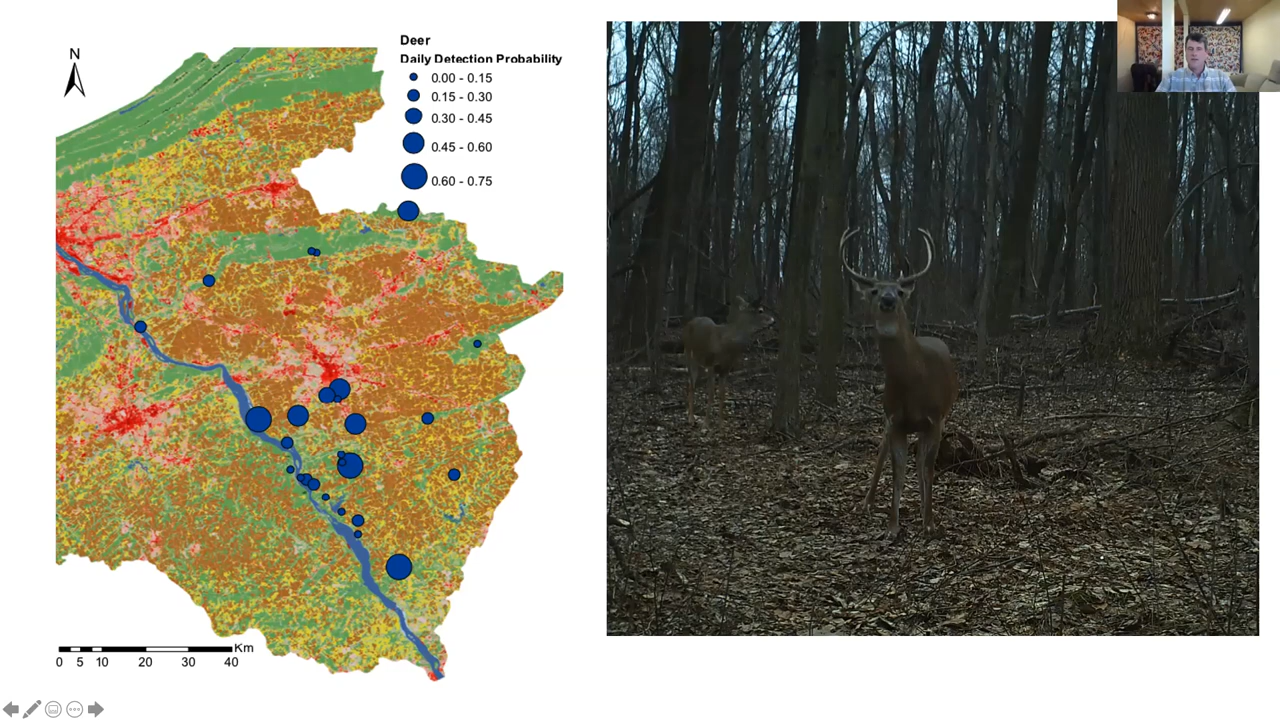 N
Deer
Daily Detection Probability
0.00 - 0.15
0.15 - 0.30
0.30 - 0.45
0.45 - 0.60
0.60 - 0.75
Km
0 5 10 20 30 40